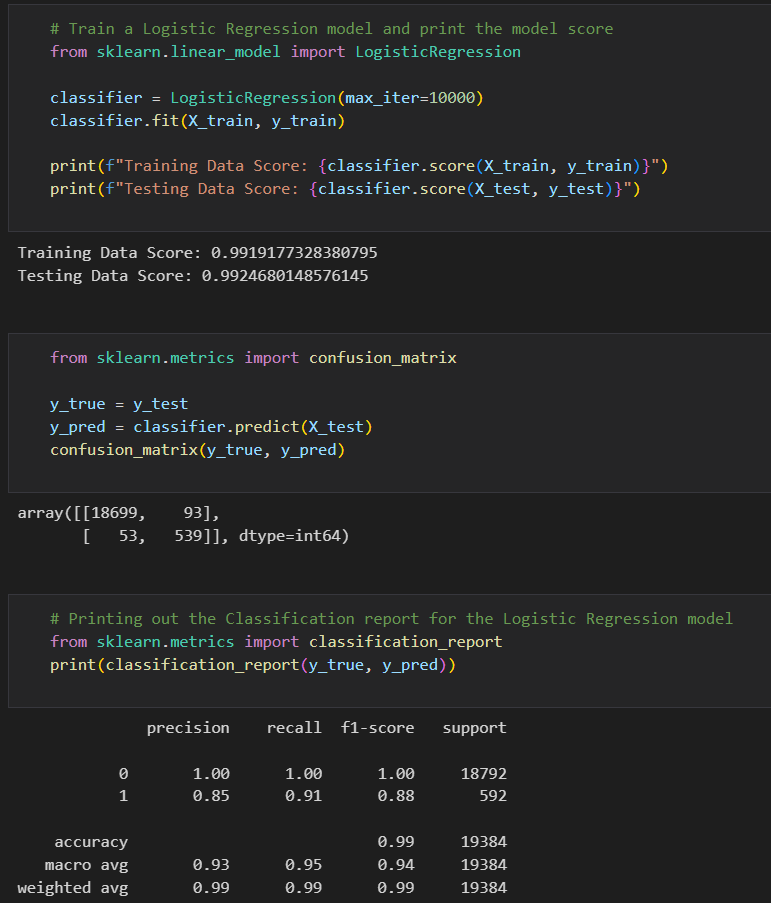 # Train a Logistic Regression model and print the model score
from sklearn.linear_model import LogisticRegression
classifier = LogisticRegression(max_iter=10000)
classifier.fit(X_train, y_train)
print(f"Training Data Score: {classifier.score(X_train, y_train)}")
print(f"Testing Data Score: {classifier.score(X_test, y_test)}")
Training Data Score: 0.9919177328380795
Testing Data Score: 0.9924680148576145
from sklearn.metrics import confusion_matrix
y_true = y_test
y_pred = classifier.predict(X_test)
confusion_matrix(y_true, y_pred)
array([[18699,    93],
       [   53,   539]], dtype=int64)
# Printing out the Classification report for the Logistic Regression model
from sklearn.metrics import classification_report
print(classification_report(y_true, y_pred))
              precision    recall  f1-score   support
           0       1.00      1.00      1.00     18792
           1       0.85      0.91      0.88       592
    accuracy                           0.99     19384
   macro avg       0.93      0.95      0.94     19384
weighted avg       0.99      0.99      0.99     19384